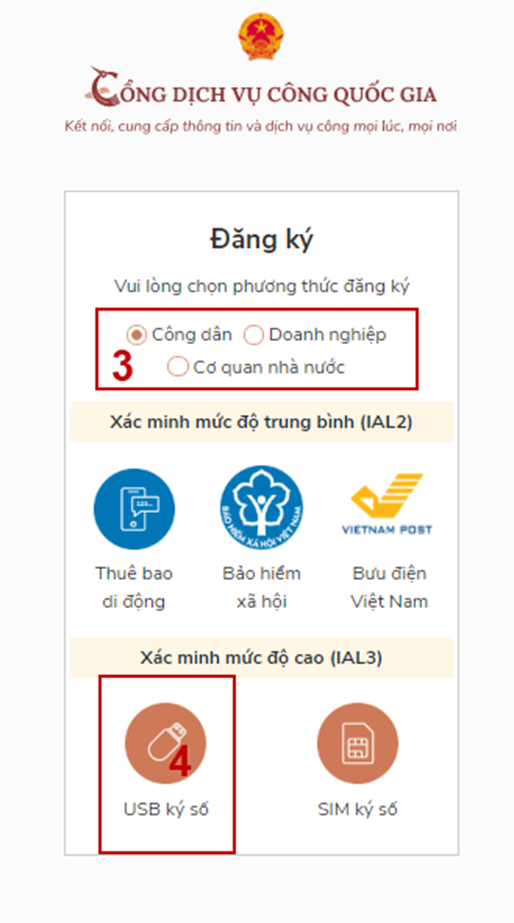 CỔNG DỊCH VỤ CÔNG QUỐC GIA
Kết nối, cung cấp thông tin và dịch vụ công mọi lúc, mọi nơi
Đăng ký
Vui lòng chọn phương thức đăng ký
Công dân Doanh nghiệp
3 Cơ quan nhà nước
Xác minh mức độ trung bình (IAL2)
123...
BẢO HIỂM XÃ HỘI VIỆT NAM
VIETNAM POST
Thuê bao di động
Bảo hiểm xã hội
Bưu điện Việt Nam
Xác minh mức độ cao (IAL3)
4
USB ký số
SIM ký số